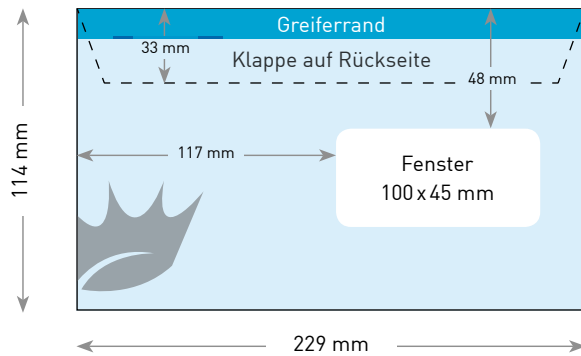 Greiferrand
33 mm
Klappe auf Rückseite
48 mm
114 mm
117 mm
Fenster
100 x 45 mm
229 mm